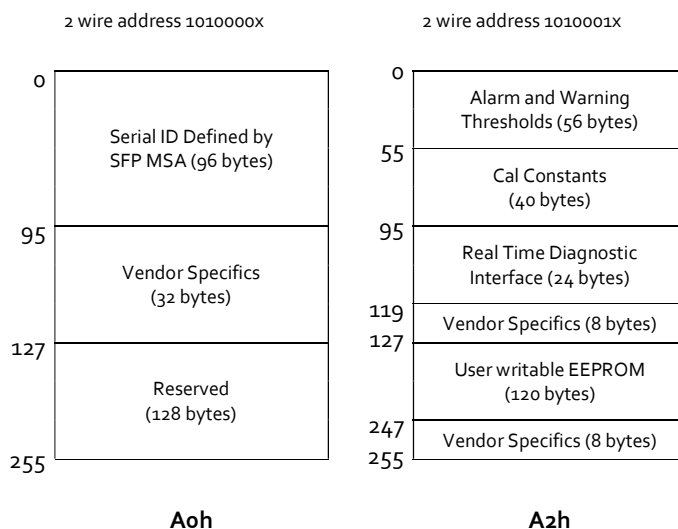 2 wire address 1010000x
0
Serial ID Defined by
SFP MSA (96 bytes)
95
Vendor Specifics
(32 bytes)
127
Reserved
(128 bytes)
255
A0h
2 wire address 1010001x
0
Alarm and Warning
Thresholds (56 bytes)
55
Cal Constants
(40 bytes)
95
Real Time Diagnostic
Interface (24 bytes)
119
Vendor Specifics (8 bytes)
127
User writable EEPROM
(120 bytes)
247
Vendor Specifics (8 bytes)
255
A2h